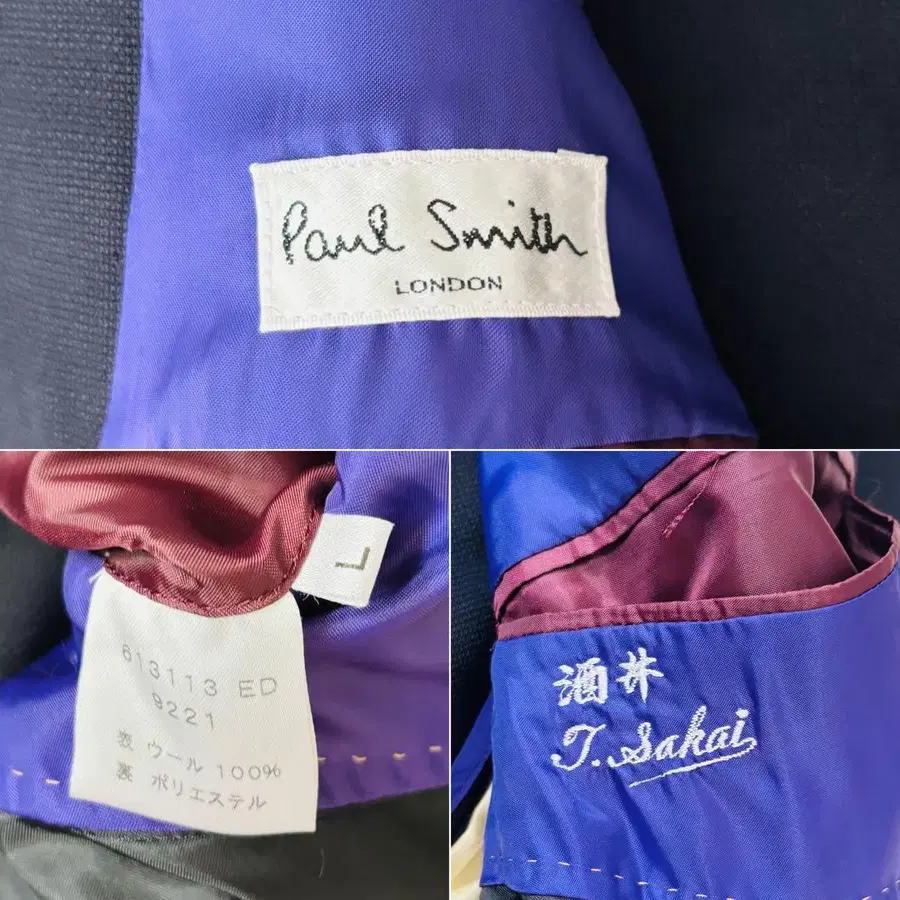 Paul Smith
LONDON
L
613113 ED
9221
表 ウール 100%
裏 ポリエステル
酒井
T. Sakai